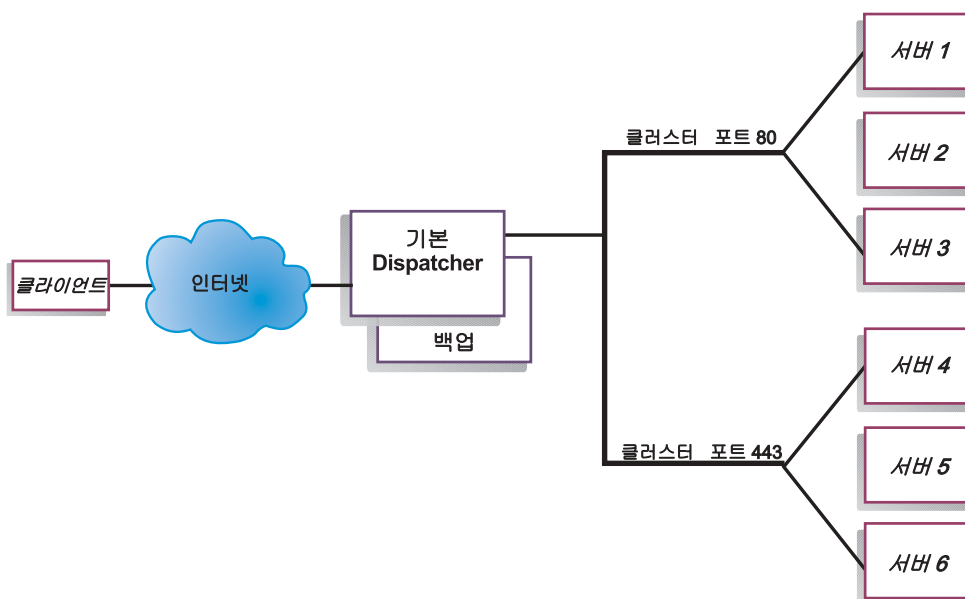 클라이언트
인터넷
기본
Dispatcher
백업
클러스터 포트 80
서버 1
서버 2
서버 3
클러스터 포트 443
서버 4
서버 5
서버 6